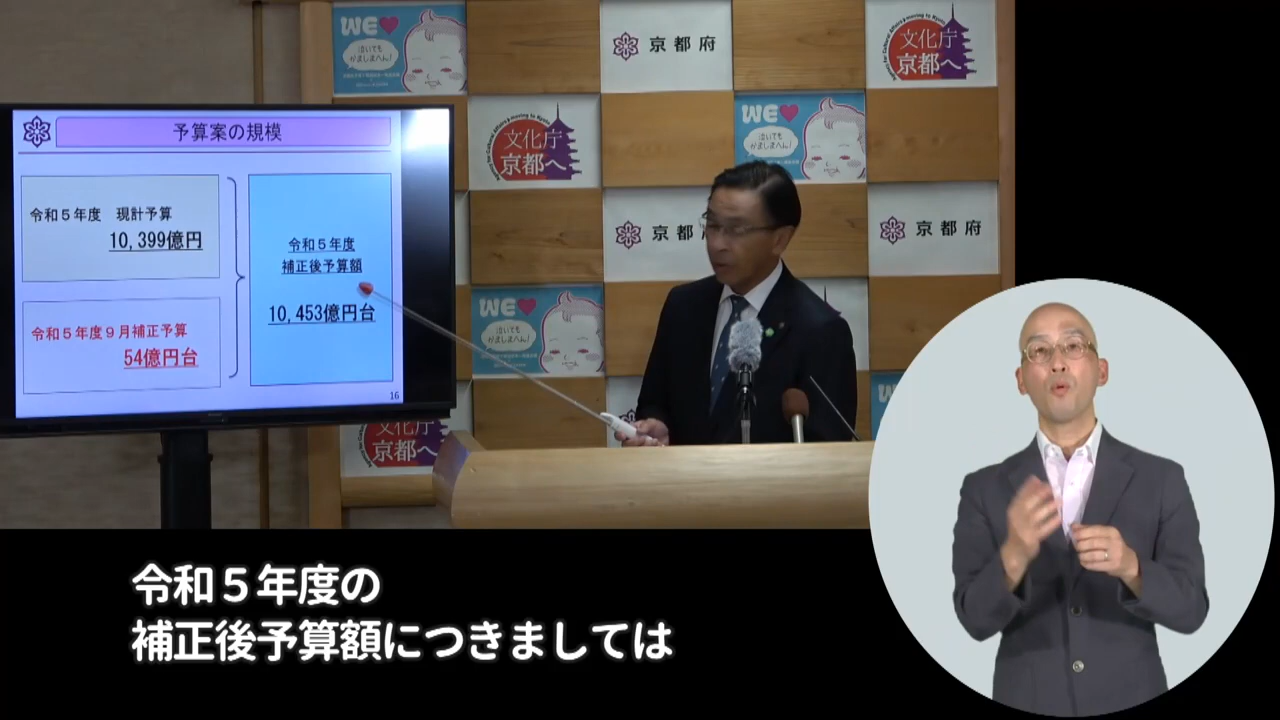 WE
泣いても
かましまへん!
京都府
文化庁
京都へ
文化庁
京都へ
WE
泣いても
かましまへん!
京都
京都府
WE
泣いても
かましまへん!
文化庁
京都へ
WE
予算案の規模
令和5年度 現計予算
10,399億円
令和5年度9月補正予算
54億円台
令和5年度
補正後予算額
10,453億円台
16
令和5年度の
補正後予算額につきましては